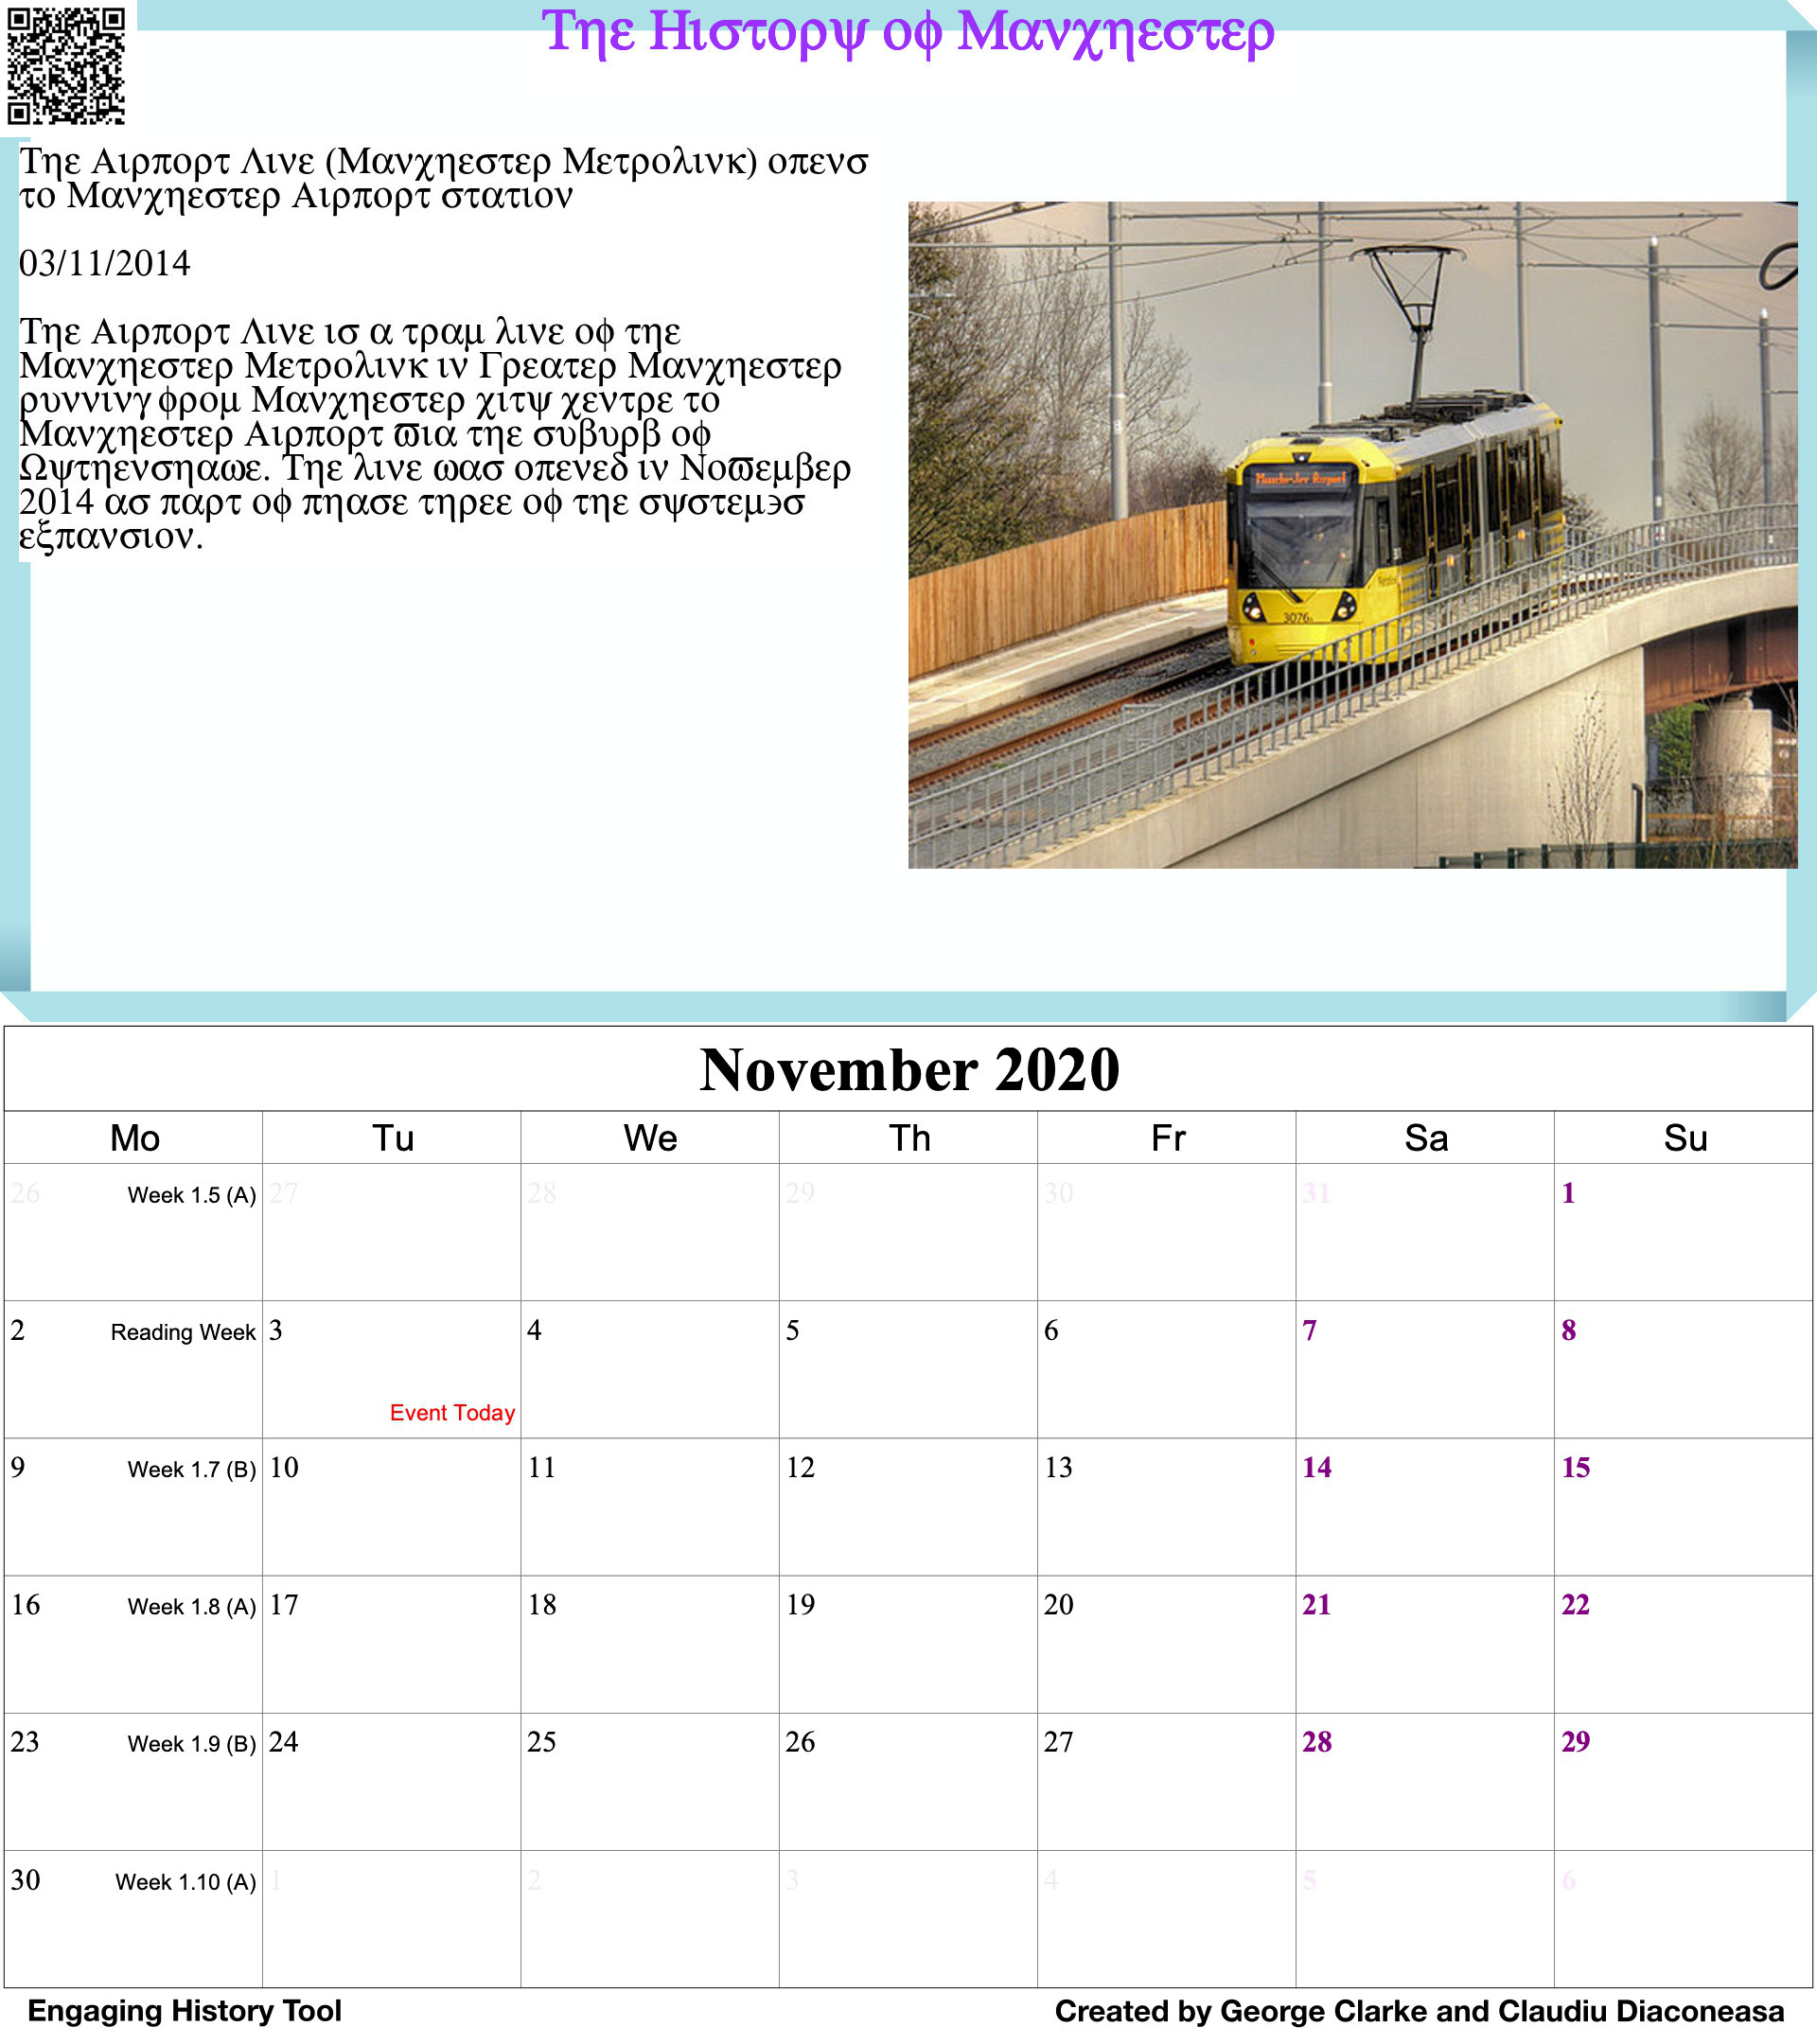 Τηε Ηιστορψ οφ Μανχηεστερ
Τηε Αιρπορτ Λινε (Μανχηεστερ Μετρολινκ) οπενσ
το Μανχηεστερ Αιρπορτ στατιον
03/11/2014
Τηε Αιρπορτ Λινε ισ α τραμ λινε οφ τηε
Μανχηεστερ Μετρολινκ ιν Γρεατερ Μανχηεστερ
ρυννινγ φρομ Μανχηεστερ χιτψ χεντρε το
Μανχηεστερ Αιρπορτ ϖια τηε συβυρβ οφ
Ωψτηενσηαωε. Τηε λινε ωασ οπενεδ ιν Νοϖεμβερ
2014 ασ παρτ οφ πηασε τηρεε οφ τηε σψστεμ϶σ
εξπανσιον.
Manchester Airport
3076
November 2020
Mo Tu We Th Fr Sa Su
26 Week 1.5 (A) 27 28 29 30 31 1
2 Reading Week 3 4 5 6 7 8
Event Today
9 Week 1.7 (B) 10 11 12 13 14 15
16 Week 1.8 (A) 17 18 19 20 21 22
23 Week 1.9 (B) 24 25 26 27 28 29
30 Week 1.10 (A) 1 2 3 4 5 6
Engaging History Tool Created by George Clarke and Claudiu Diaconeasa